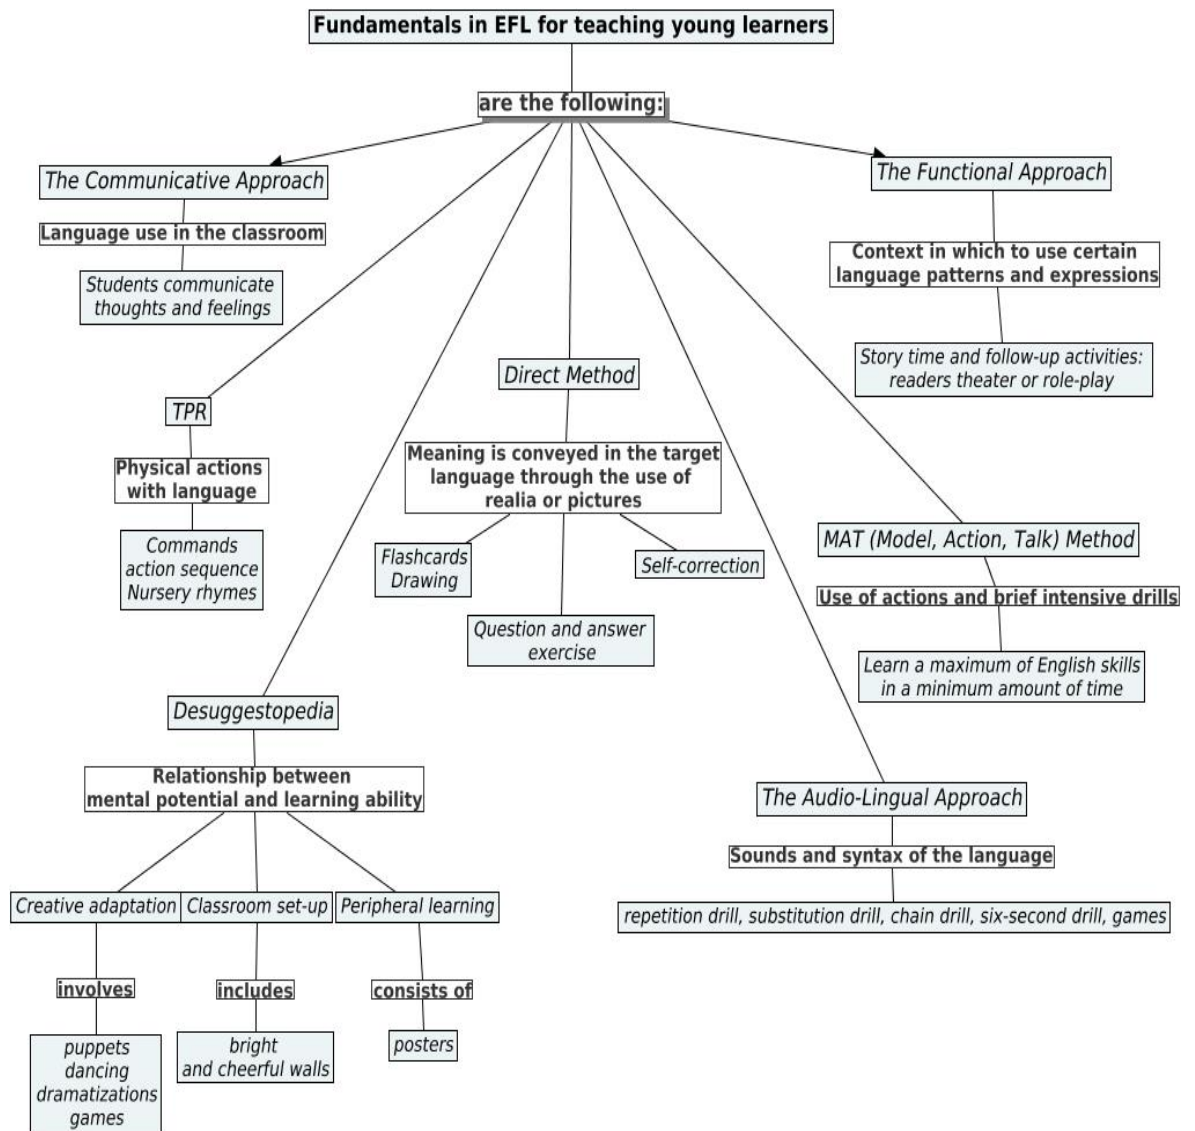 Fundamentals in EFL for teaching young learners
are the following:
The Communicative Approach
Language use in the classroom
Students communicate
thoughts and feelings
The Functional Approach
Context in which to use certain
language patterns and expressions
Story time and follow-up activities:
readers theater or role-play
TPR
Physical actions
with language
Commands
action sequence
Nursery rhymes
Direct Method
Meaning is conveyed in the target
language through the use of
realia or pictures
Flashcards
Drawing
Question and answer
exercise
Self-correction
MAT (Model, Action, Talk) Method
Use of actions and brief intensive drills
Learn a maximum of English skills
in a minimum amount of time
Desuggestopedia
Relationship between
mental potential and learning ability
Creative adaptation
involves
puppets
dancing
dramatizations
games
Classroom set-up
includes
bright
and cheerful walls
Peripheral learning
consists of
posters
The Audio-Lingual Approach
Sounds and syntax of the language
repetition drill, substitution drill, chain drill, six-second drill, games